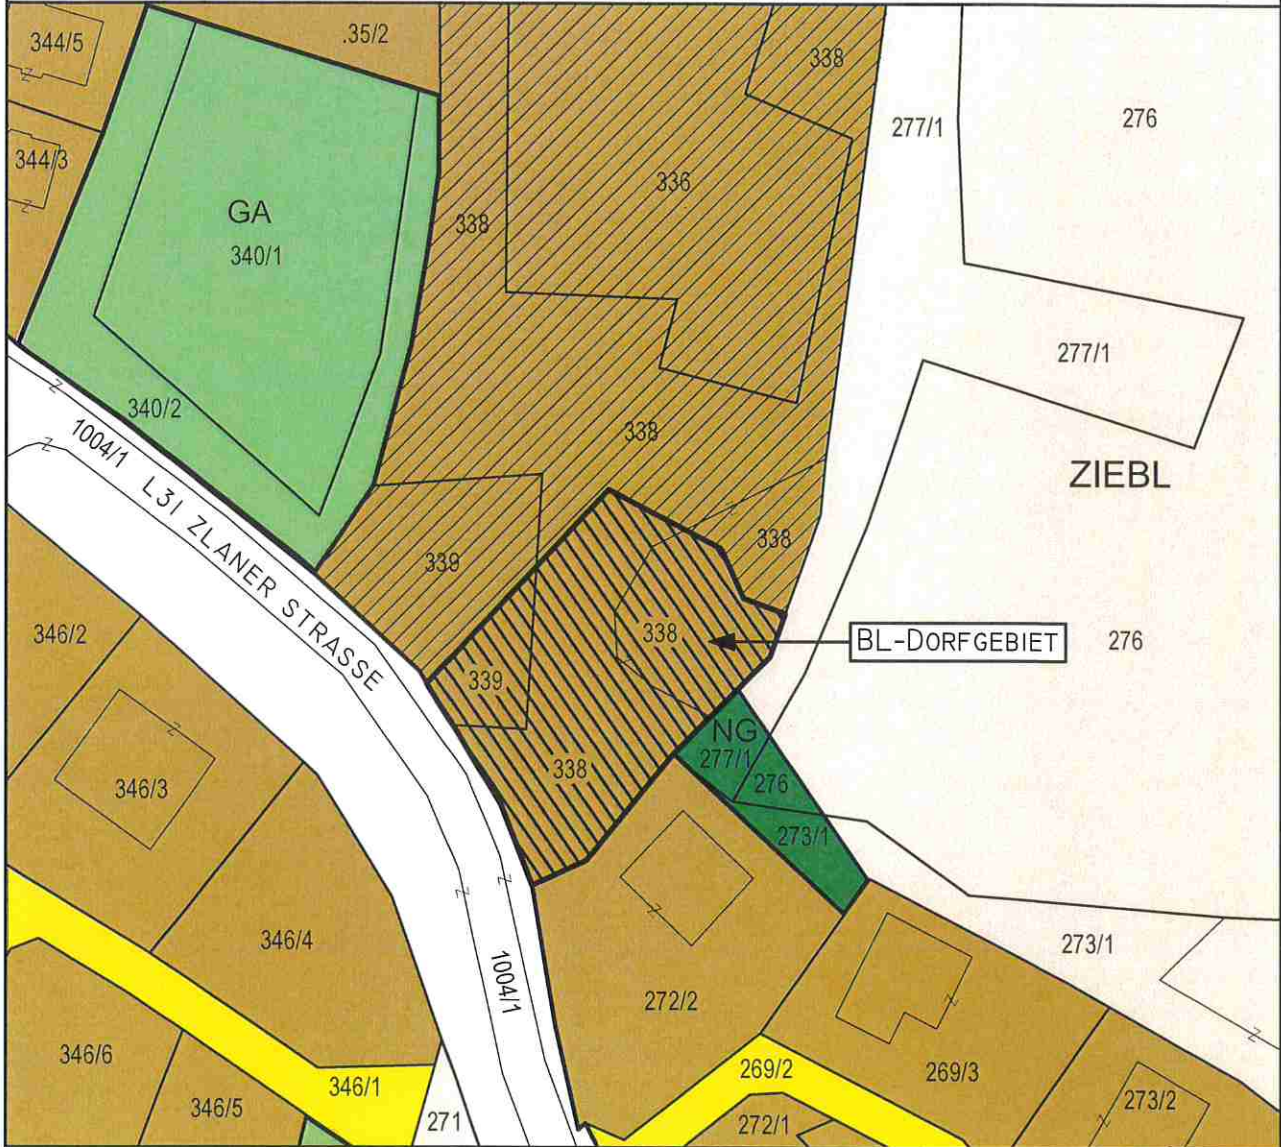 344/5
.35/2
338
277/1
276
344/3
336
GA
340/1
338
277/1
340/2
338
1004/1
L31 ZLANER STRASSE
ZIEBL
338
339
346/2
338
BL-DORFGEBIET
276
339
NG
277/1
338
276
346/3
273/1
346/4
273/1
1004/1
272/2
346/6
269/2
269/3
346/1
273/2
346/5
271
272/1
z
z
z
z
z
z
z
z
z
z
z
z
z
z